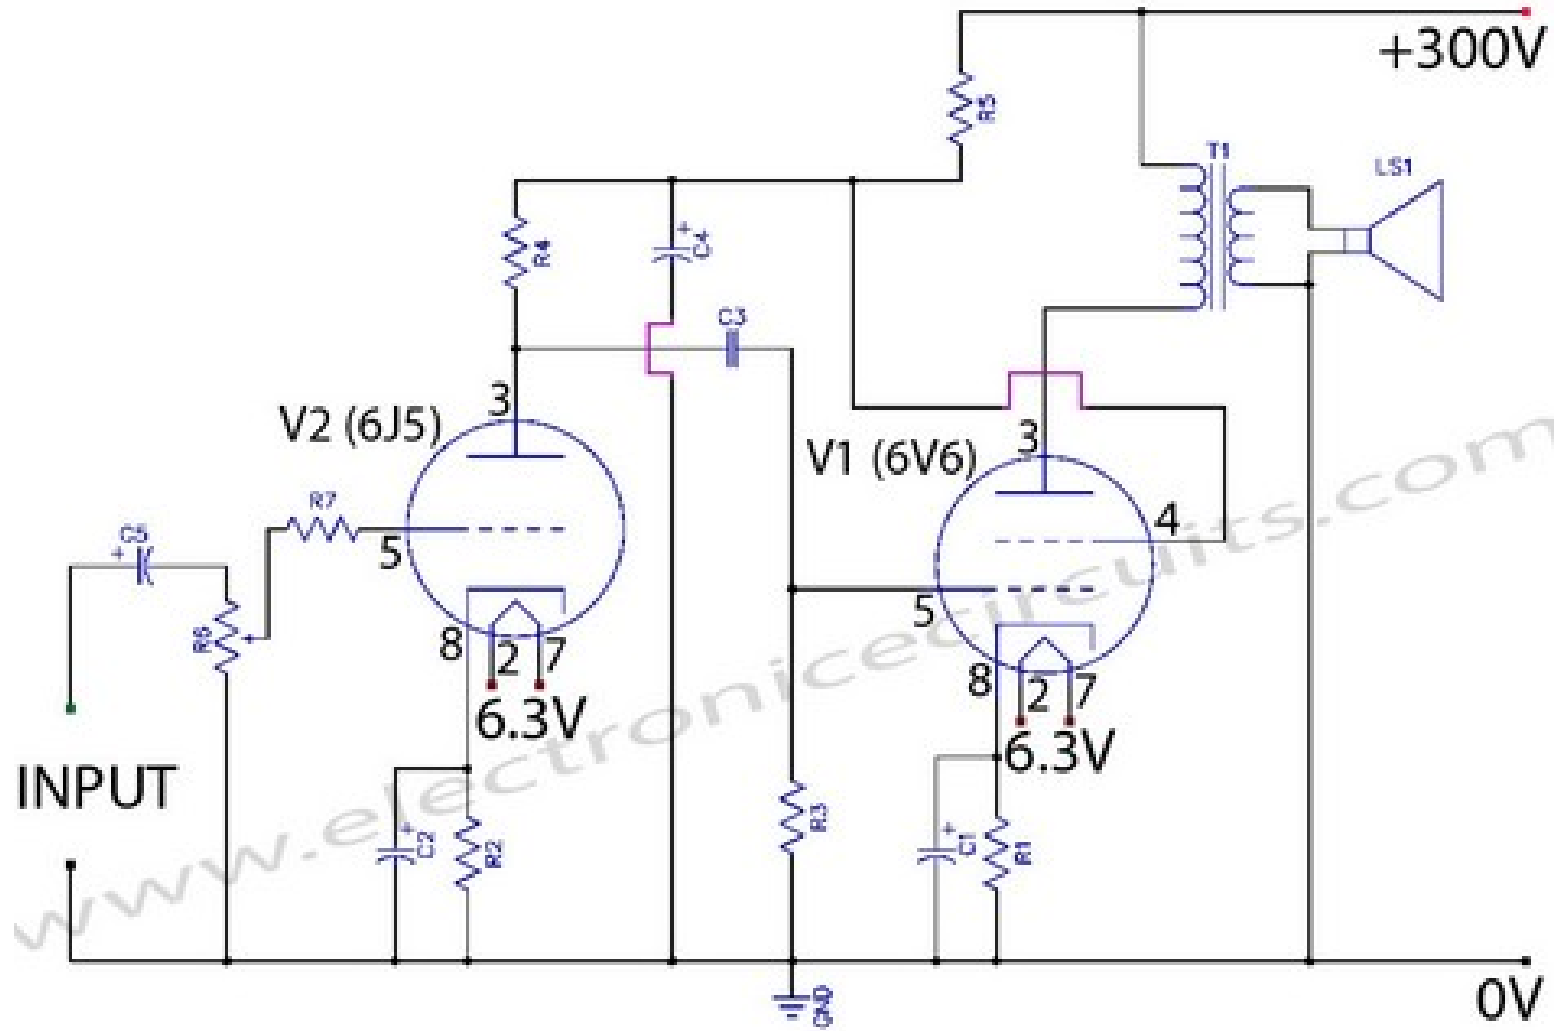 +300V
R5
T1
LS1
R4
+
C4
C3
3
V2 (6J5)
3
V1 (6V6)
R7
4
C5
+
5
5
R6
8
2
7
6.3V
8
2
7
6.3V
INPUT
+
C2
R2
R3
+
C1
R1
GND
0V
www.electronicecircuits.com